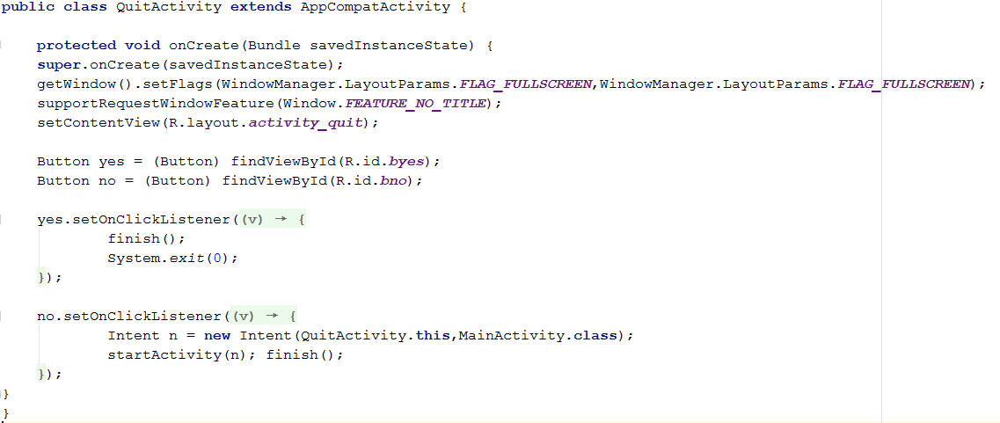 public class QuitActivity extends AppCompatActivity {
protected void onCreate(Bundle savedInstanceState) {
super.onCreate(savedInstanceState);
getWindow().setFlags(WindowManager.LayoutParams.FLAG_FULLSCREEN,WindowManager.LayoutParams.FLAG_FULLSCREEN);
supportRequestWindowFeature(Window.FEATURE_NO_TITLE);
setContentView(R.layout.activity_quit);
Button yes = (Button) findViewById(R.id.byes);
Button no = (Button) findViewById(R.id.bno);
yes.setOnClickListener((v) → {
finish();
System.exit(0);
});
no.setOnClickListener((v) → {
Intent n = new Intent(QuitActivity.this,MainActivity.class);
startActivity(n); finish();
});
}
}